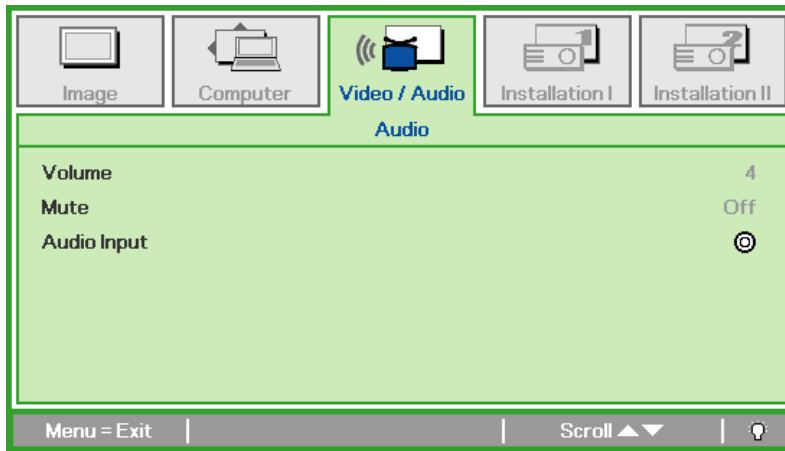 Image Computer Video / Audio Installation I Installation II
Audio
Volume 4
Mute Off
Audio Input
Menu = Exit Scroll ▲▼